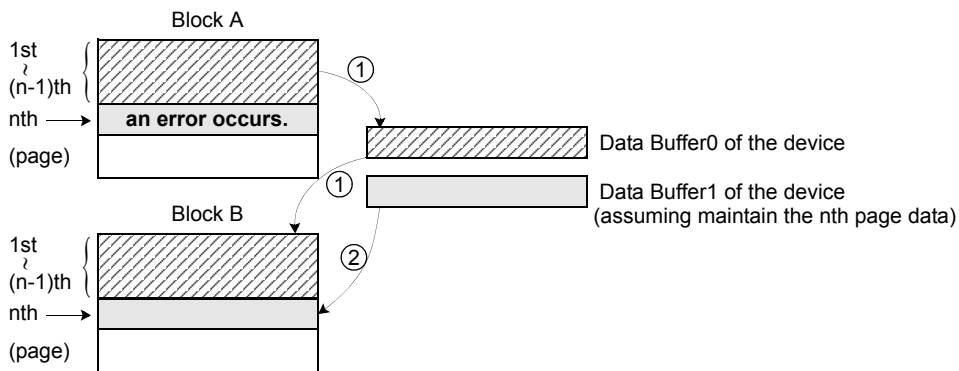 Block A
1st
~
(n-1)th
nth
an error occurs.
(page)
①
Data Buffer0 of the device
①
Data Buffer1 of the device
(assuming maintain the nth page data)
Block B
1st
~
(n-1)th
②
nth
(page)